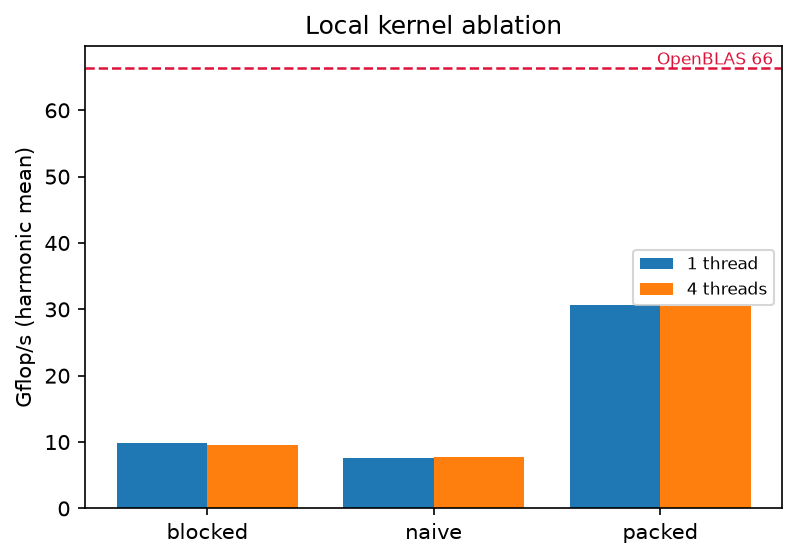 Local kernel ablation
OpenBLAS 66
Gflop/s (harmonic mean)
60
50
40
30
20
10
0
1 thread
4 threads
blocked naive packed